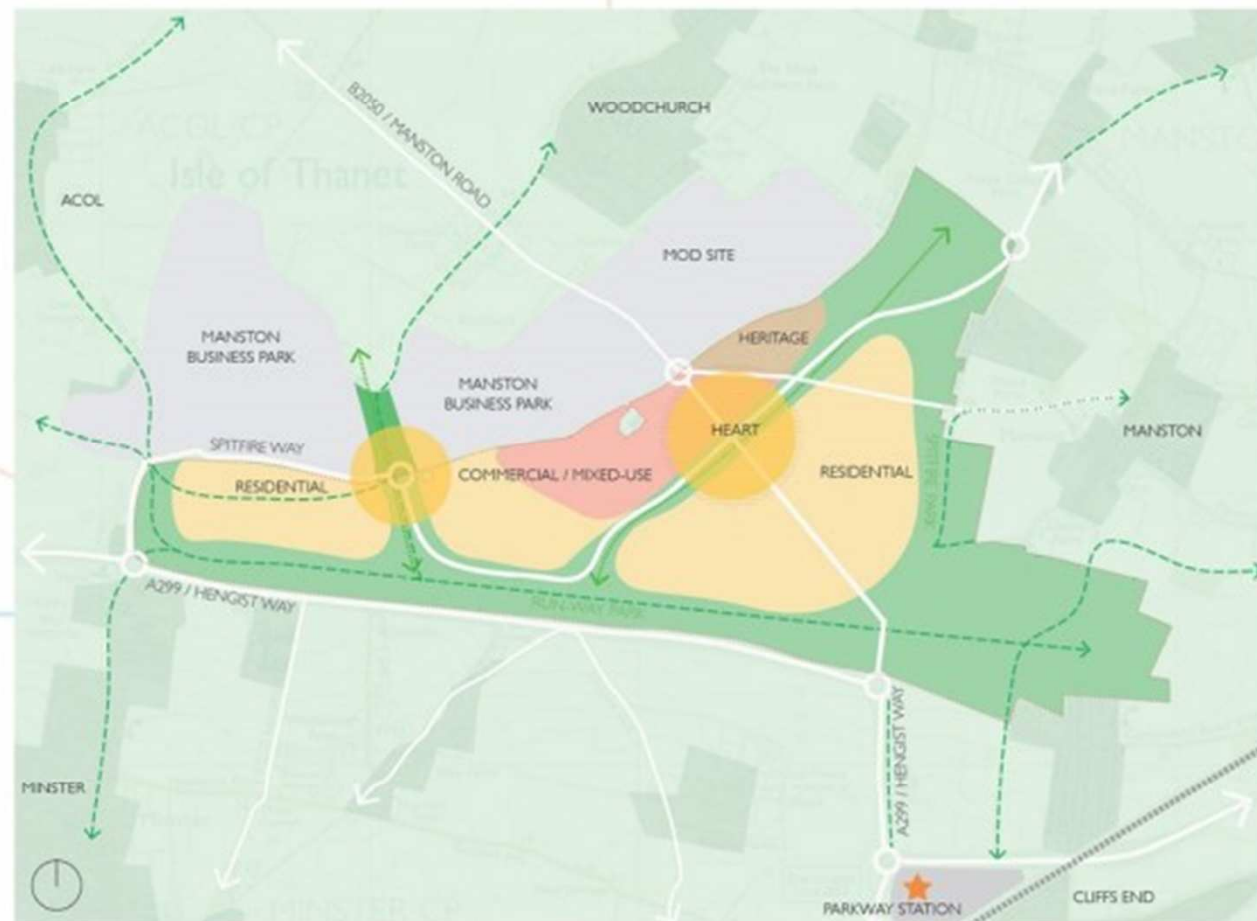 WOODCHURCH
B2050 / MANSTON ROAD
Isle of Thanet
ACOL
MOD SITE
MANSTON
BUSINESS PARK
HERITAGE
MANSTON
BUSINESS PARK
HEART
MANSTON
SPITFIRE WAY
COMMERCIAL / MIXED-USE
RESIDENTIAL
RESIDENTIAL
A299 / HENGIST WAY
RUN-WAY PARK
A299 / HENGIST WAY
MINSTER
MINSTER
CLIFFS END
PARKWAY STATION